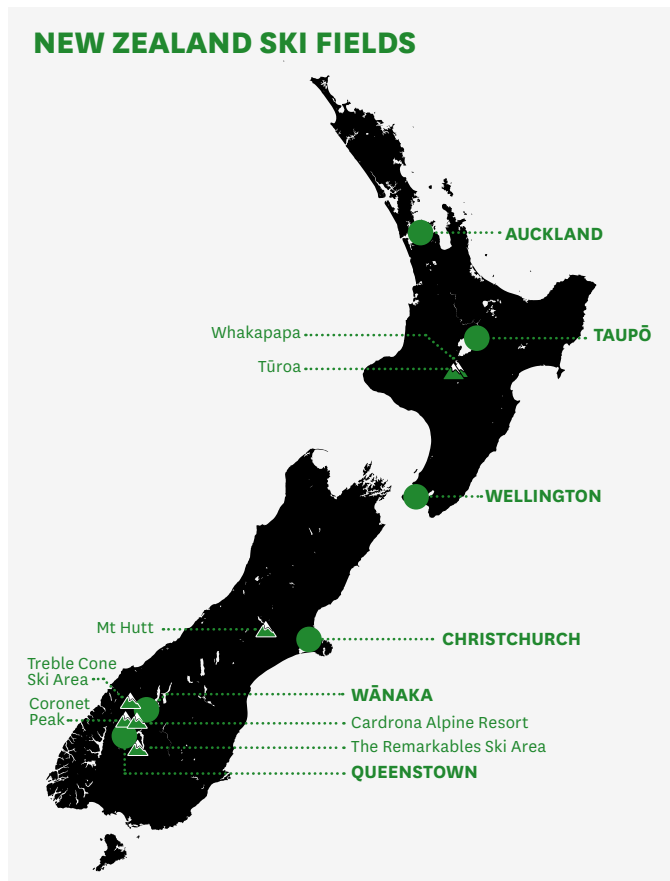 NEW ZEALAND SKI FIELDS
AUCKLAND
Whakapapa
TAUPŌ
Tūroa
WELLINGTON
Mt Hutt
CHRISTCHURCH
Treble Cone
Ski Area
WĀNAKA
Coronet
Peak
Cardrona Alpine Resort
The Remarkables Ski Area
QUEENSTOWN